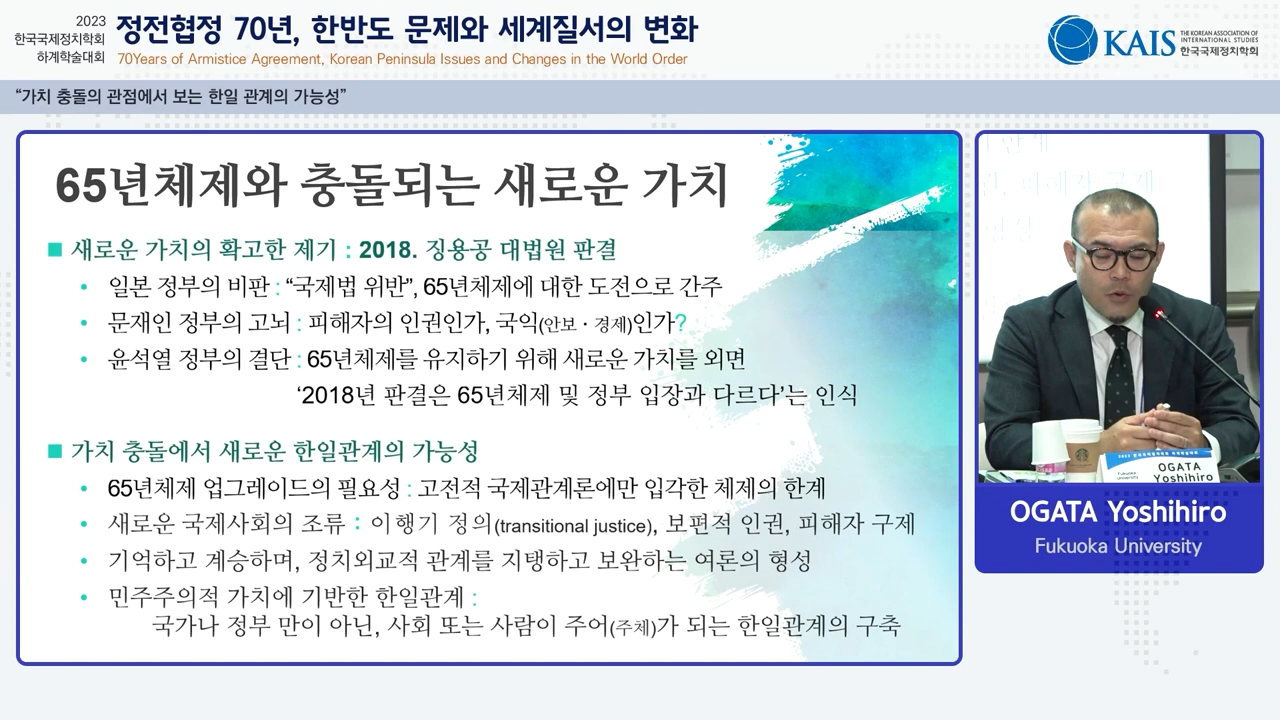 2023
한국국제정치학회
하계학술대회
정전협정 70년, 한반도 문제와 세계질서의 변화
70Years of Armistice Agreement, Korean Peninsula Issues and Changes in the World Order
KAIS
THE KOREAN ASSOCIATION OF
INTERNATIONAL STUDIES
한국국제정치학회
“가치 충돌의 관점에서 보는 한일 관계의 가능성”
65년체제와 충돌되는 새로운 가치
■ 새로운 가치의 확고한 제기 : 2018. 징용공 대법원 판결
• 일본 정부의 비판 : “국제법 위반”, 65년체제에 대한 도전으로 간주
• 문재인 정부의 고뇌 : 피해자의 인권인가, 국익(안보 · 경제)인가?
• 윤석열 정부의 결단 : 65년체제를 유지하기 위해 새로운 가치를 외면
‘2018년 판결은 65년체제 및 정부 입장과 다르다’는 인식
■ 가치 충돌에서 새로운 한일관계의 가능성
• 65년체제 업그레이드의 필요성 : 고전적 국제관계론에만 입각한 체제의 한계
• 새로운 국제사회의 조류 : 이행기 정의(transitional justice), 보편적 인권, 피해자 구제
• 기억하고 계승하며, 정치외교적 관계를 지탱하고 보완하는 여론의 형성
• 민주주의적 가치에 기반한 한일관계 :
국가나 정부 만이 아닌, 사회 또는 사람이 주어(주체)가 되는 한일관계의 구축
피해자 구제
Fukuoka
University
OGATA
Yoshihiro
OGATA Yoshihiro
Fukuoka University